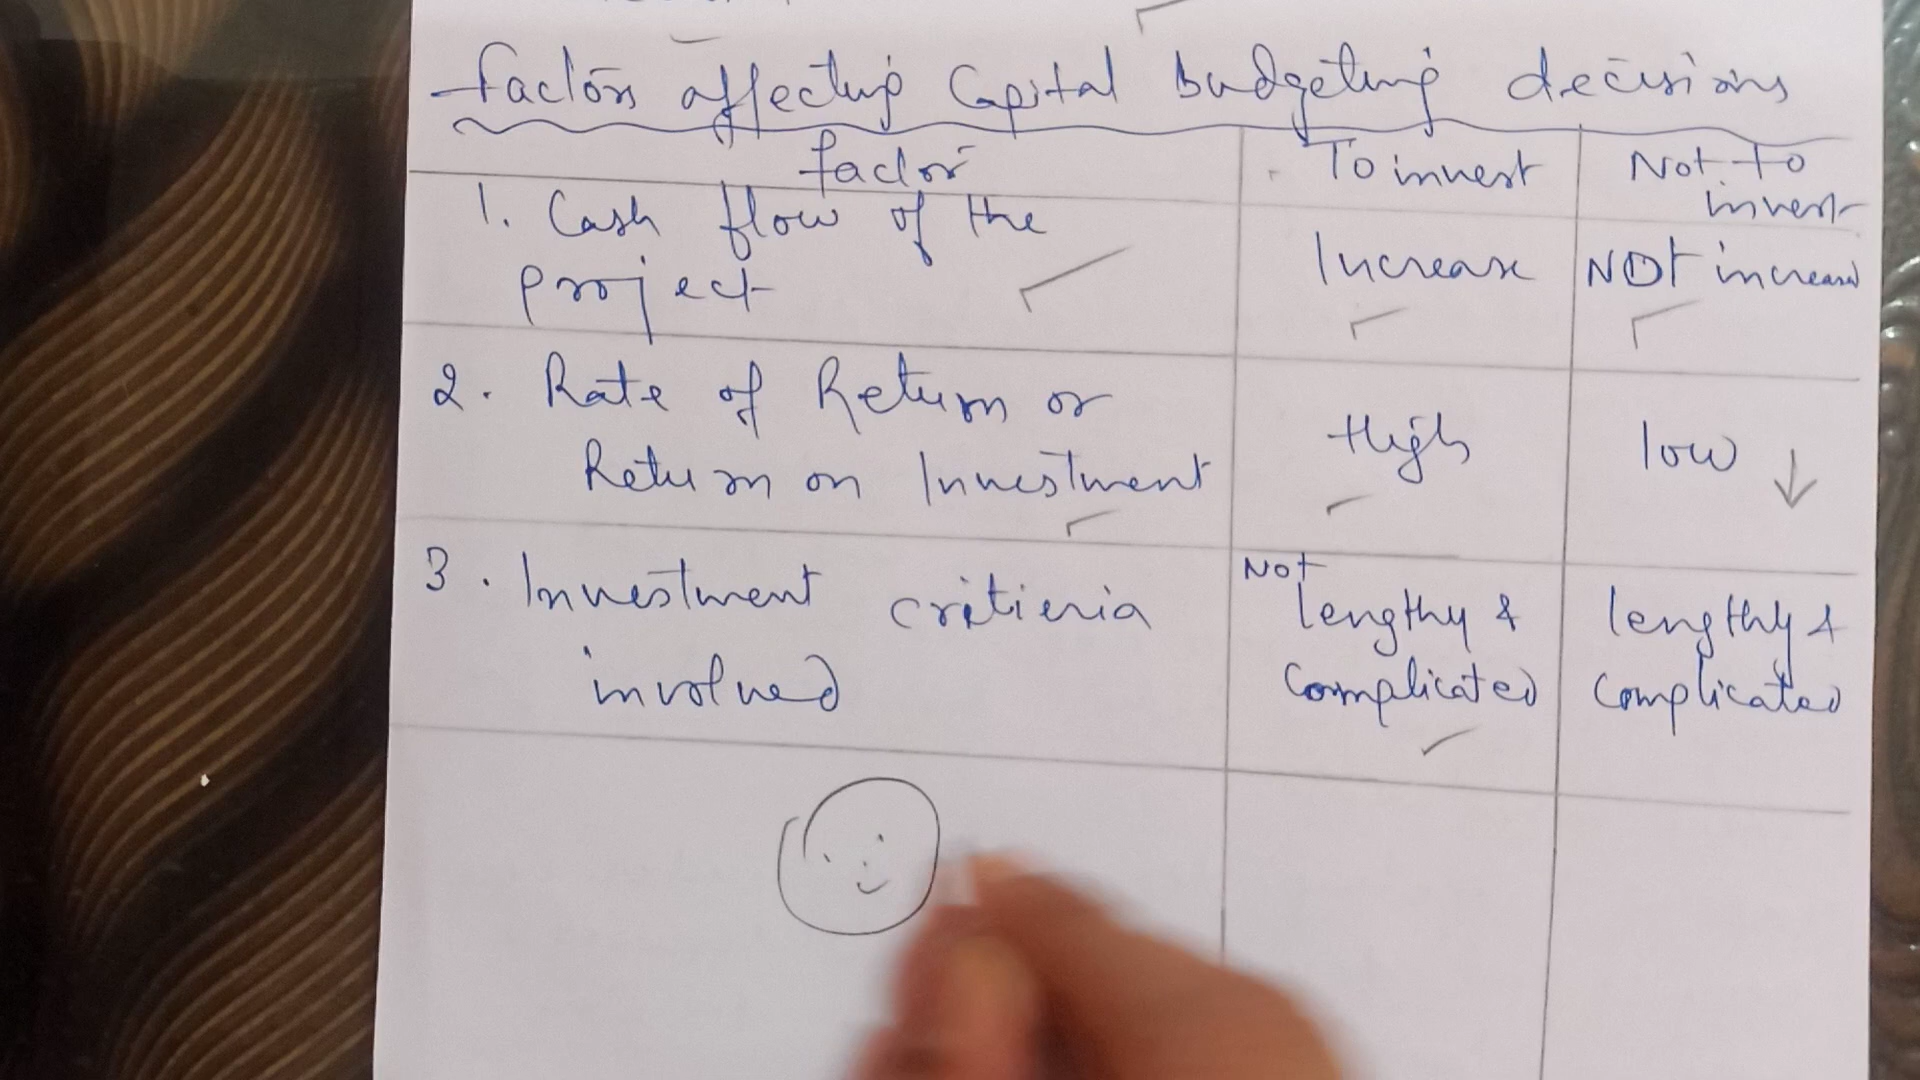 Factors affecting Capital budgeting decisions
factor
To invest
Not to
invest
1. Cash flow of the
project
Increase
NOT increase
2. Rate of Return or
Return on Investment
High
low ↓
3. Investment critieria
involved
Not
lengthy &
Complicated
lengthy &
Complicated